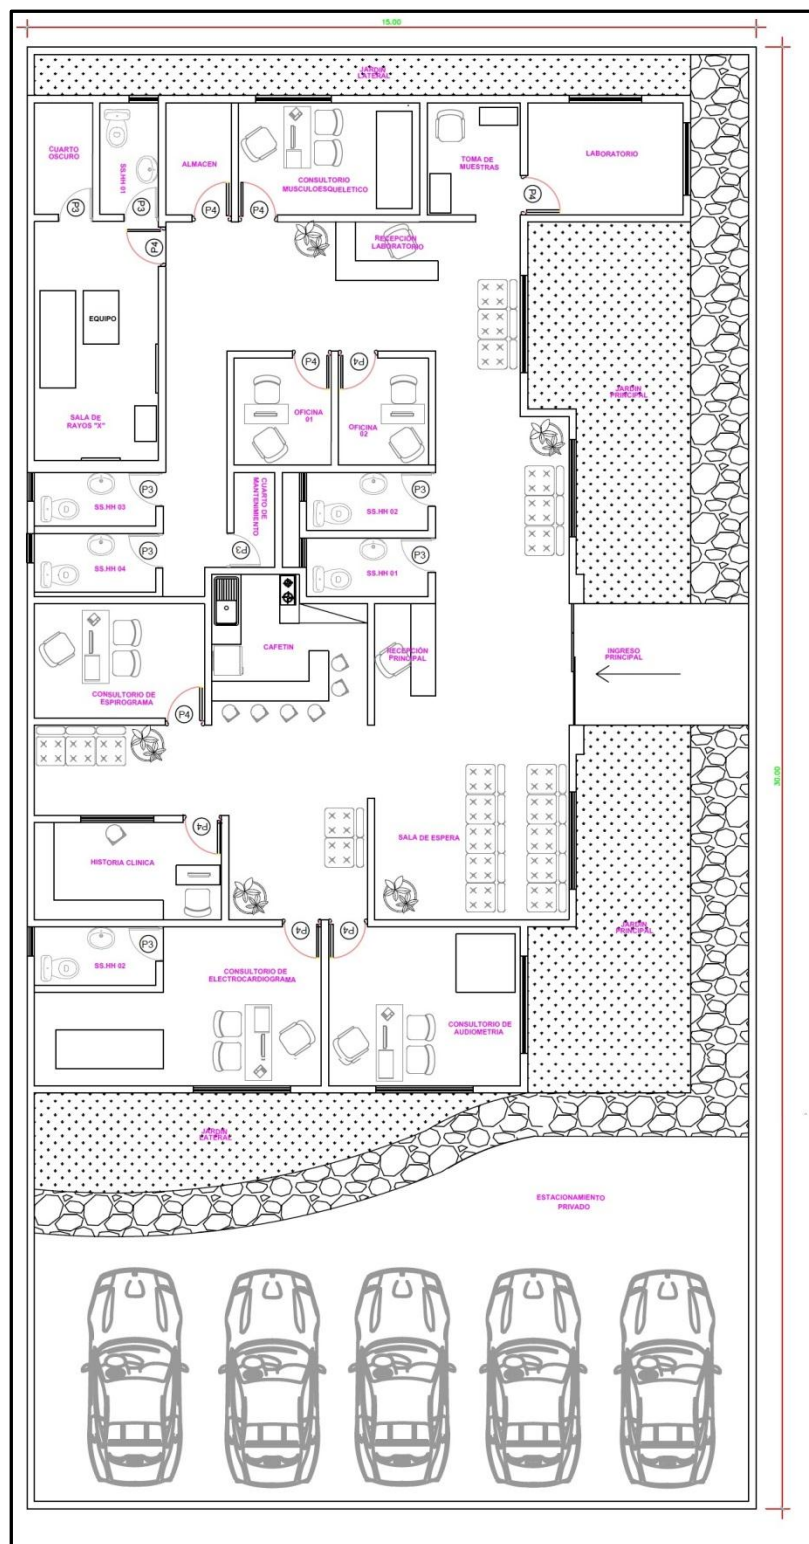 15.00
JARDIN
LATERAL
CUARTO
OSCURO
SS.HH 01
ALMACEN
CONSULTORIO
MUSCULOESQUELETICO
TOMA DE
MUESTRAS
LABORATORIO
P3
P3
P4
P4
P4
P4
RECEPCIÓN
LABORATORIO
EQUIPO
SALA DE
RAYOS "X"
P4
P4
OFICINA
01
OFICINA
02
JARDIN
PRINCIPAL
SS.HH 03
P3
CUARTO DE
MANTENIMIENTO
SS.HH 02
P3
SS.HH 04
P3
P3
SS.HH 01
P3
CAFETIN
RECEPCIÓN
PRINCIPAL
INGRESO
PRINCIPAL
CONSULTORIO DE
ESPIROGRAMA
P4
30.00
P4
HISTORIA CLINICA
SALA DE ESPERA
JARDIN
PRINCIPAL
P4
P4
SS.HH 02
P3
CONSULTORIO DE
ELECTROCARDIOGRAMA
CONSULTORIO DE
AUDIOMETRIA
JARDIN
LATERAL
ESTACIONAMIENTO
PRIVADO